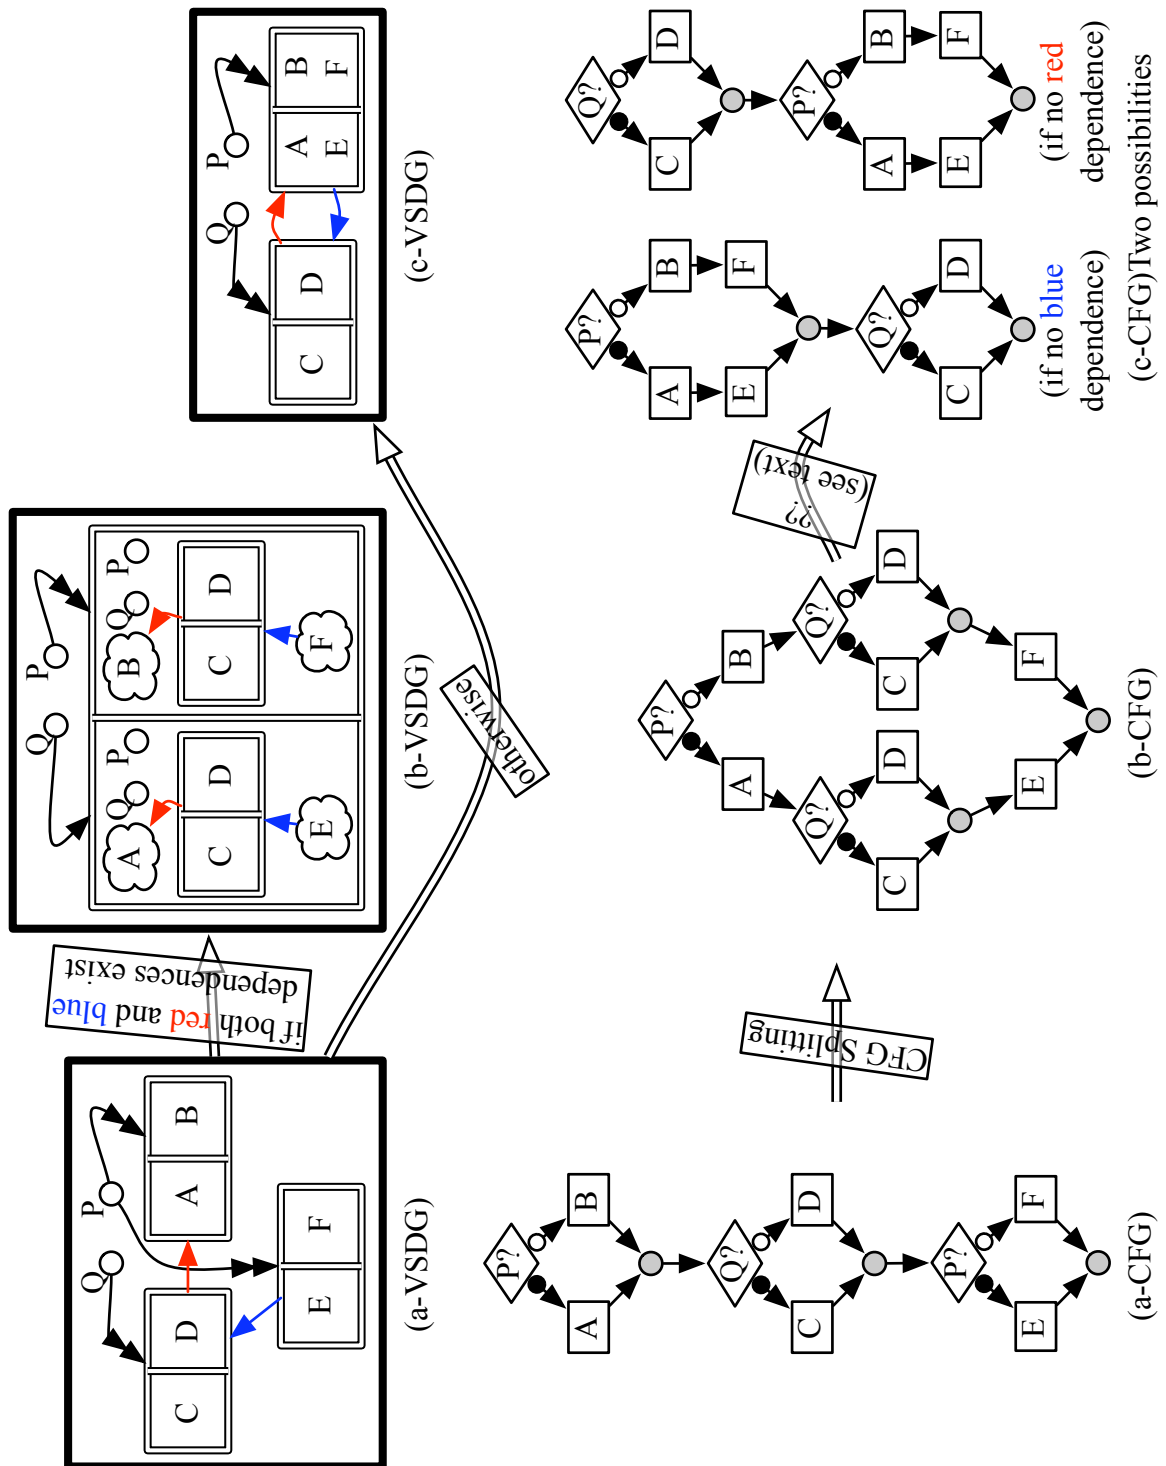 Q P
C D A B
E F
(a-VSDG)
if both red and blue
dependences exist
Q P
A Q P B Q P
C D C D
E F
(b-VSDG)
otherwise
Q P
C D A B
E F
(c-VSDG)
P?
A B
Q?
C D
P?
E F
(a-CFG)
CFG Splitting
P?
A B
Q? Q?
C D C D
E F
(b-CFG)
??
(see text)
P?
A B
E F
Q?
C D
(if no blue
dependence)
Q?
C D
P?
A B
E F
(if no red
dependence)
(c-CFG)Two possibilities